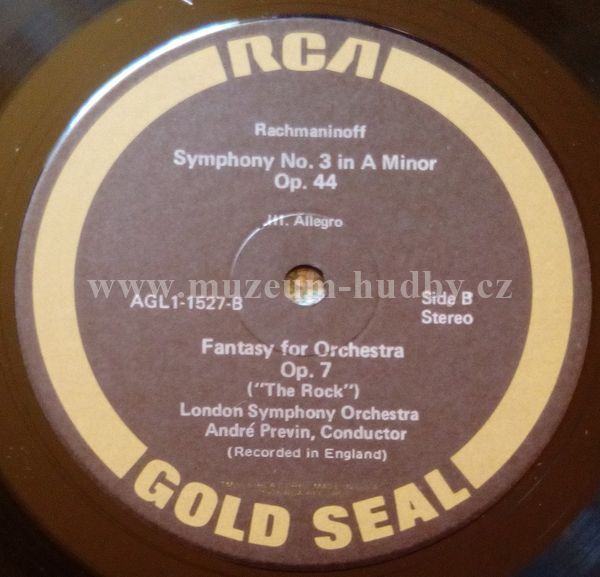 RCA
Rachmaninoff
Symphony No. 3 in A Minor
Op. 44
III. Allegro
www.muzeum-hudby.cz
AGL1-1527-B
Side B
Stereo
Fantasy for Orchestra
Op. 7
("The Rock")
London Symphony Orchestra
André Previn, Conductor
(Recorded in England)
GOLD SEAL